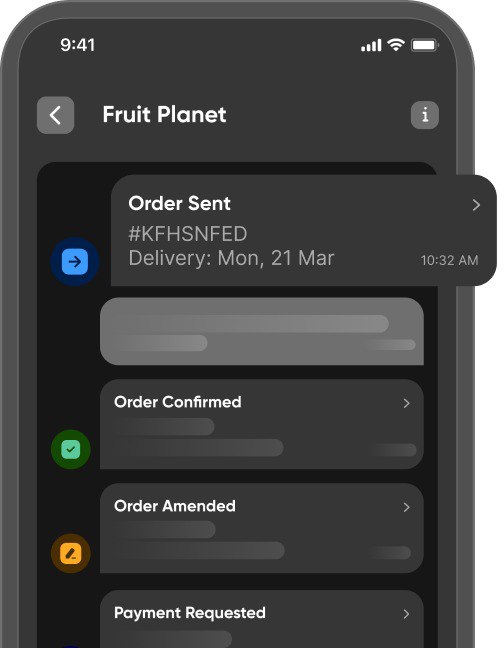 9:41
Fruit Planet
Order Sent
#KFHSNFED
Delivery: Mon, 21 Mar
10:32 AM
Order Confirmed
Order Amended
Payment Requested